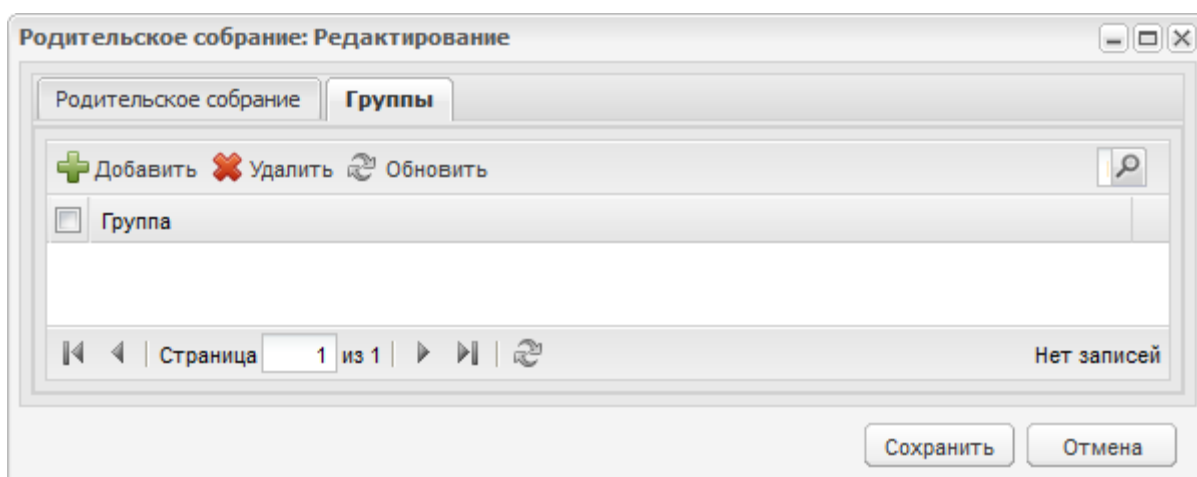 Родительское собрание: Редактирование
Родительское собрание Группы
Добавить Удалить Обновить
Группа
Страница 1 из 1 Нет записей
Сохранить Отмена